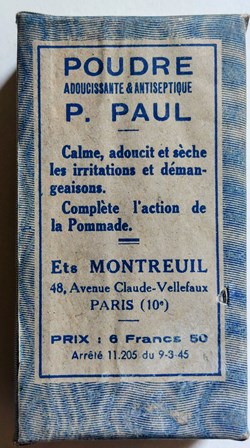 POUDRE
ADOUCISSANTE & ANTISEPTIQUE
P. PAUL
Calme, adoucit et sèche
les irritations et déman-
geaisons.
Complète l'action de
la Pommade.
Ets MONTREUIL
48, Avenue Claude-Vellefaux
PARIS (10e)
PRIX : 6 Francs 50
Arrêté 11.205 du 9-3-45